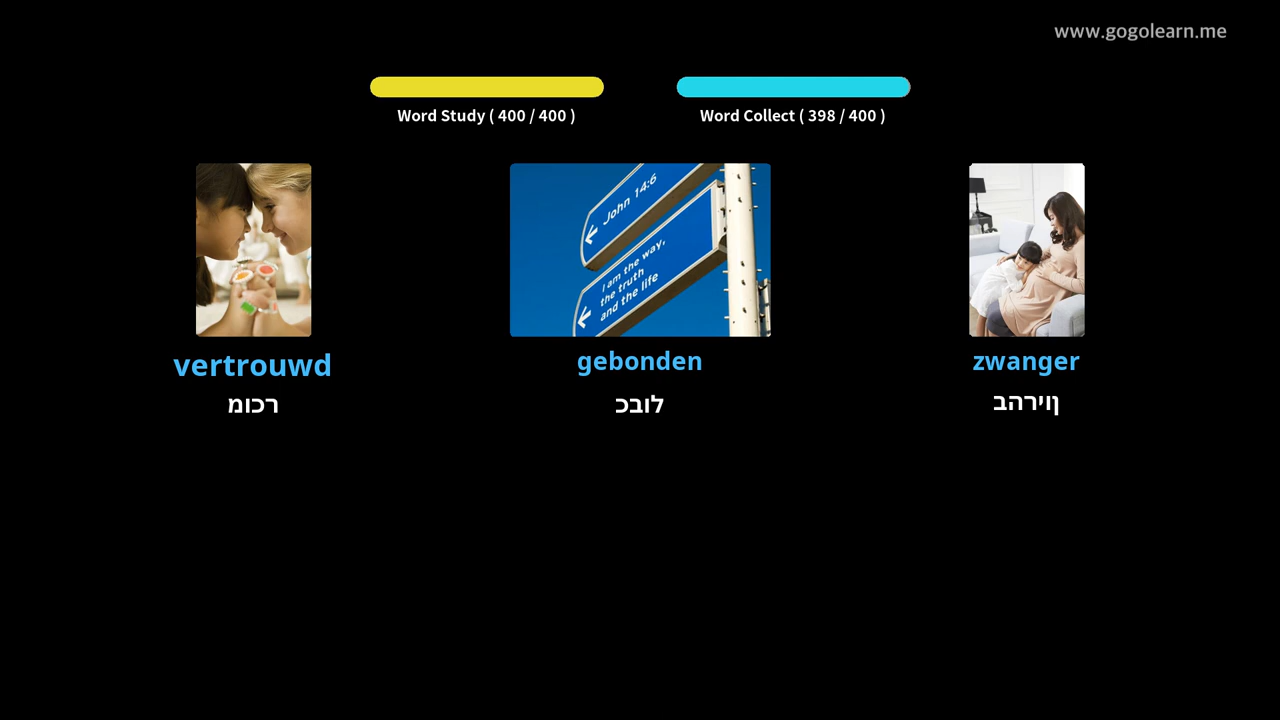 www.gogolearn.me
Word Study ( 400 / 400 )
Word Collect ( 398 / 400 )
John 14:6
I am the way,
the truth
and the life
vertrouwd
רכומ
gebonden
לובכ
zwanger
ןוירהב